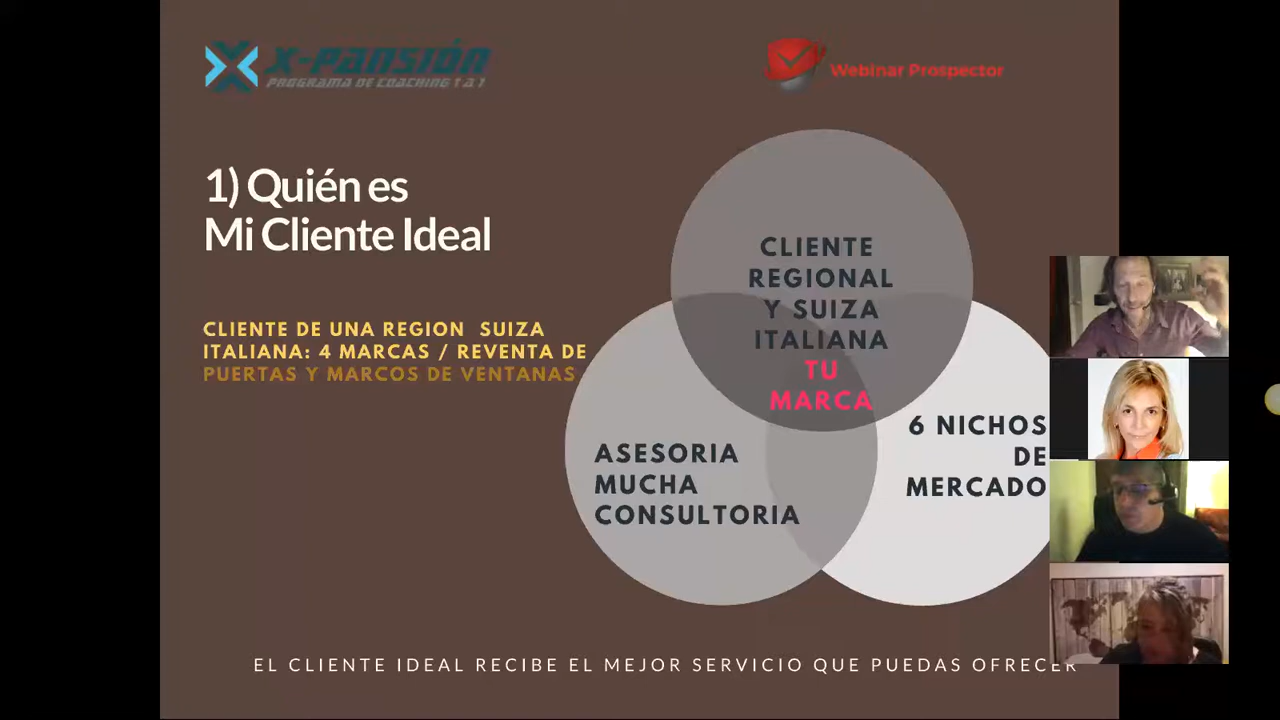 X-PANSIÓN
PROGRAMA DE COACHING 1 A 1
Webinar Prospector
1) Quién es
Mi Cliente Ideal
CLIENTE DE UNA REGION SUIZA
ITALIANA: 4 MARCAS / REVENTA DE
PUERTAS Y MARCOS DE VENTANAS
CLIENTE
REGIONAL
Y SUIZA
ITALIANA
TU
MARCA
ASESORIA
MUCHA
CONSULTORIA
6 NICHOS
DE
MERCADO
EL CLIENTE IDEAL RECIBE EL MEJOR SERVICIO QUE PUEDAS OFRECER